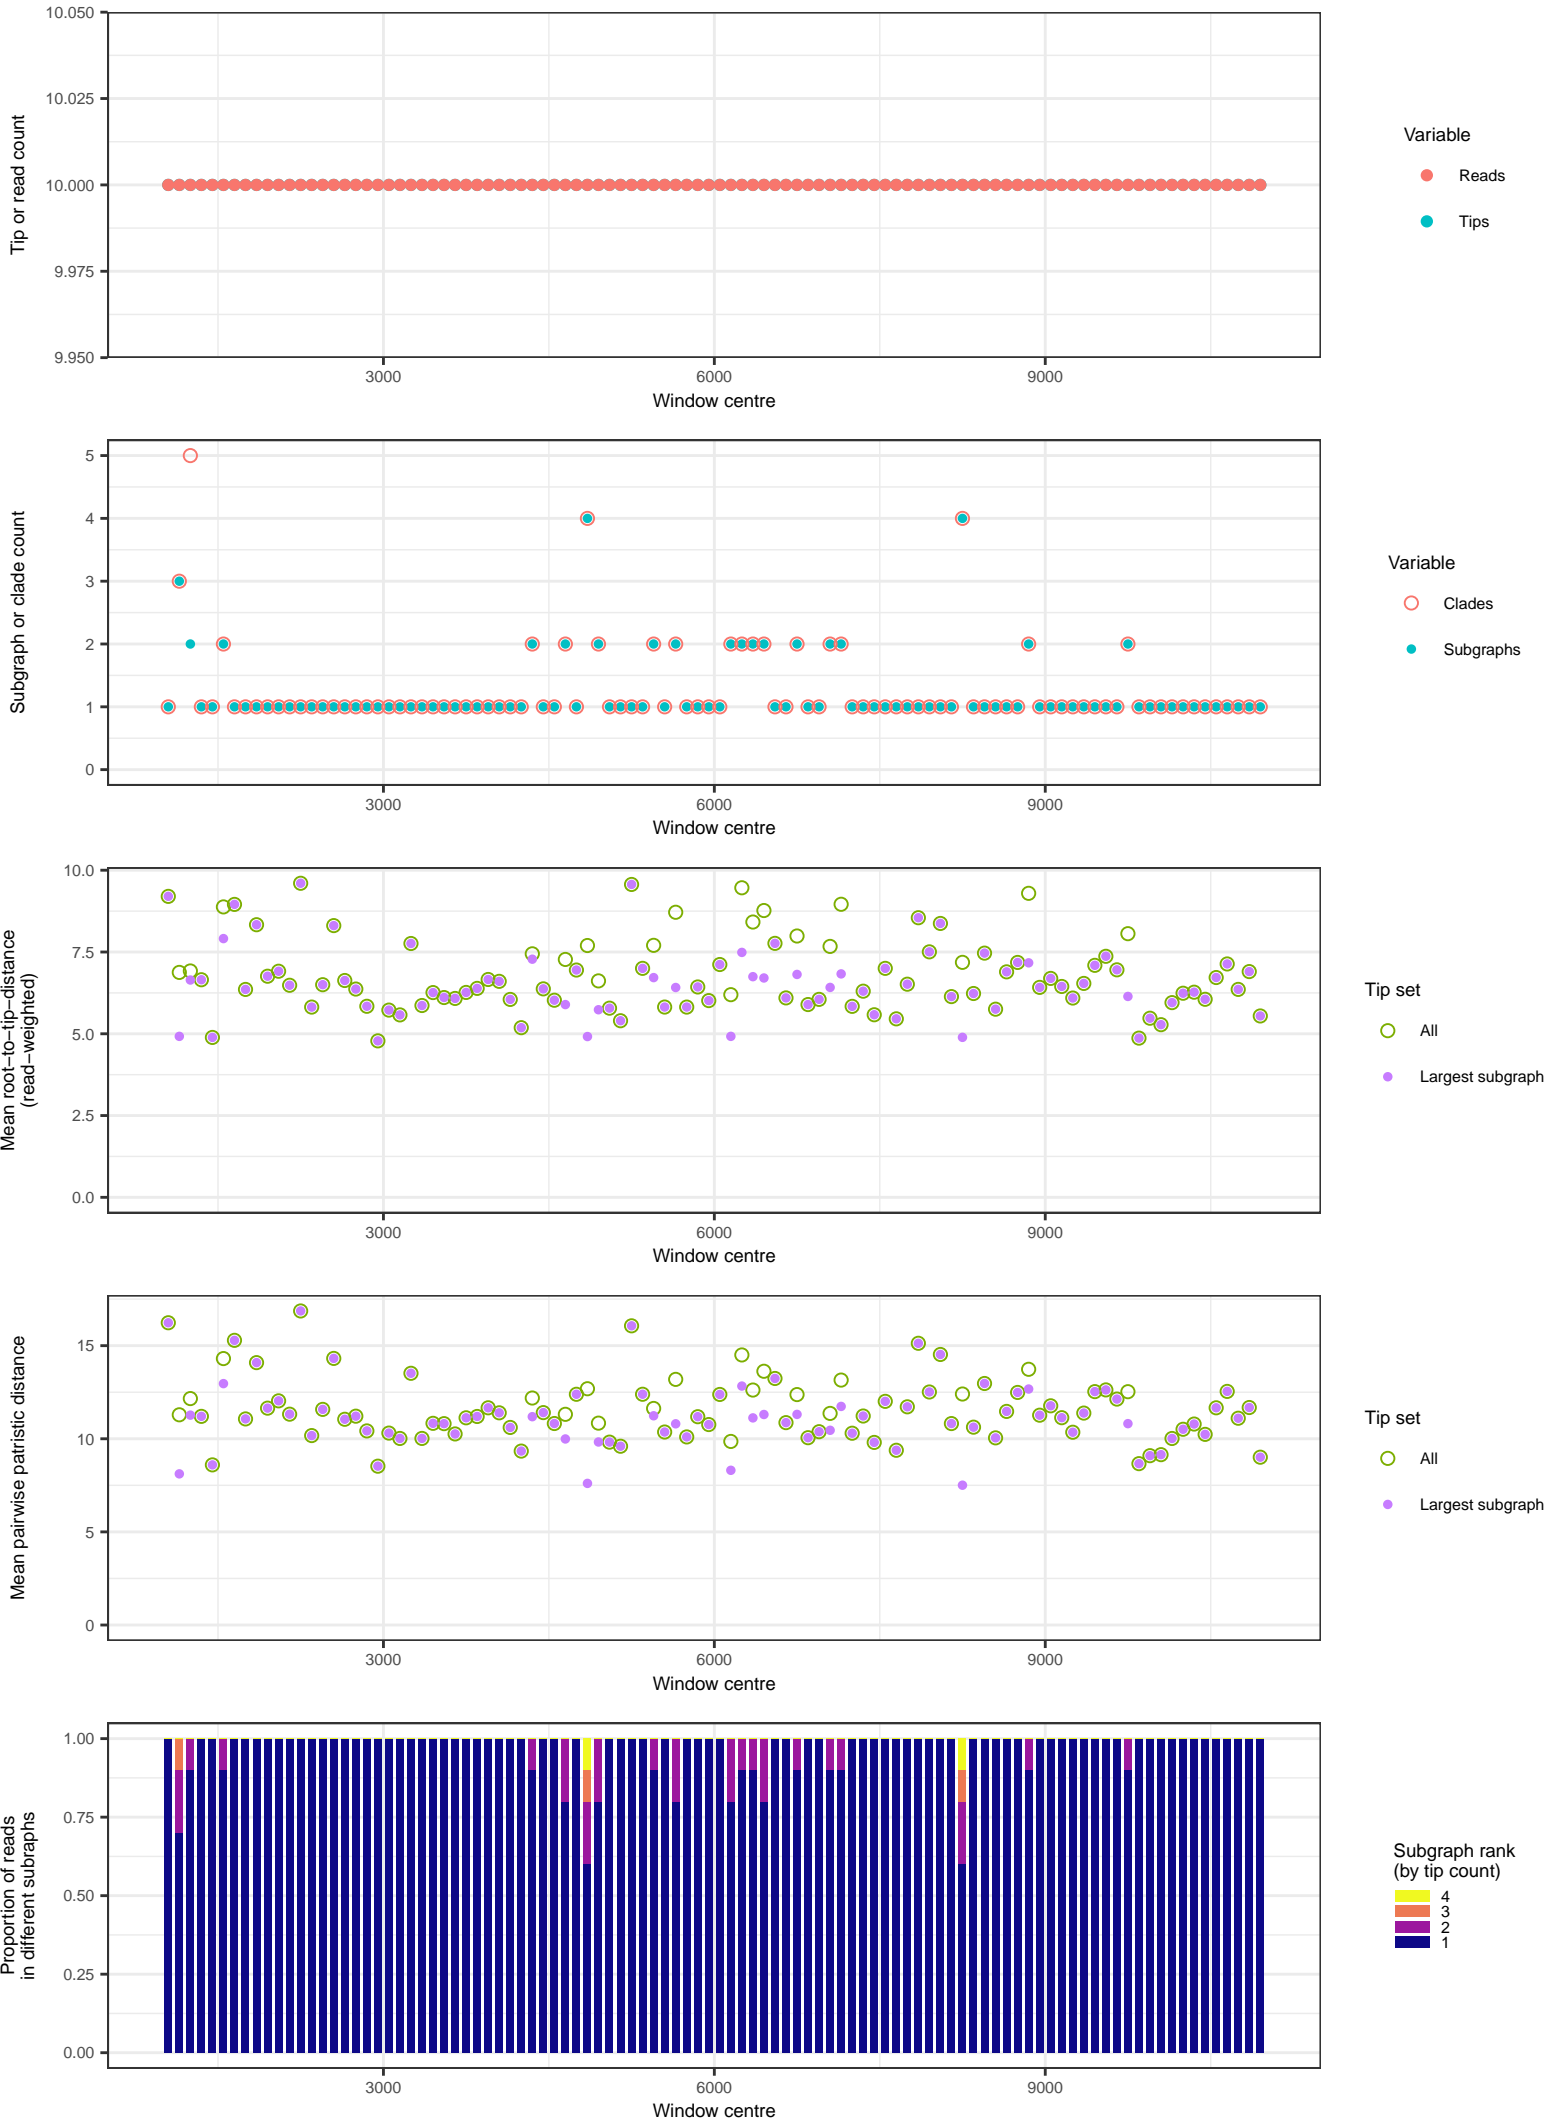 10.050
10.025
10.000
9.975
9.950
Tip or read count
3000
6000
9000
Window centre
Variable
Reads
Tips
5
4
3
2
1
0
Subgraph or clade count
3000
6000
9000
Window centre
Variable
Clades
Subgraphs
10.0
7.5
5.0
2.5
0.0
Mean root−to−tip−distance
(read−weighted)
3000
6000
9000
Window centre
Tip set
All
Largest subgraph
15
10
5
0
Mean pairwise patristic distance
3000
6000
9000
Window centre
Tip set
All
Largest subgraph
1.00
0.75
0.50
0.25
0.00
Proportion of reads
in different subraphs
3000
6000
9000
Window centre
Subgraph rank
(by tip count)
4
3
2
1